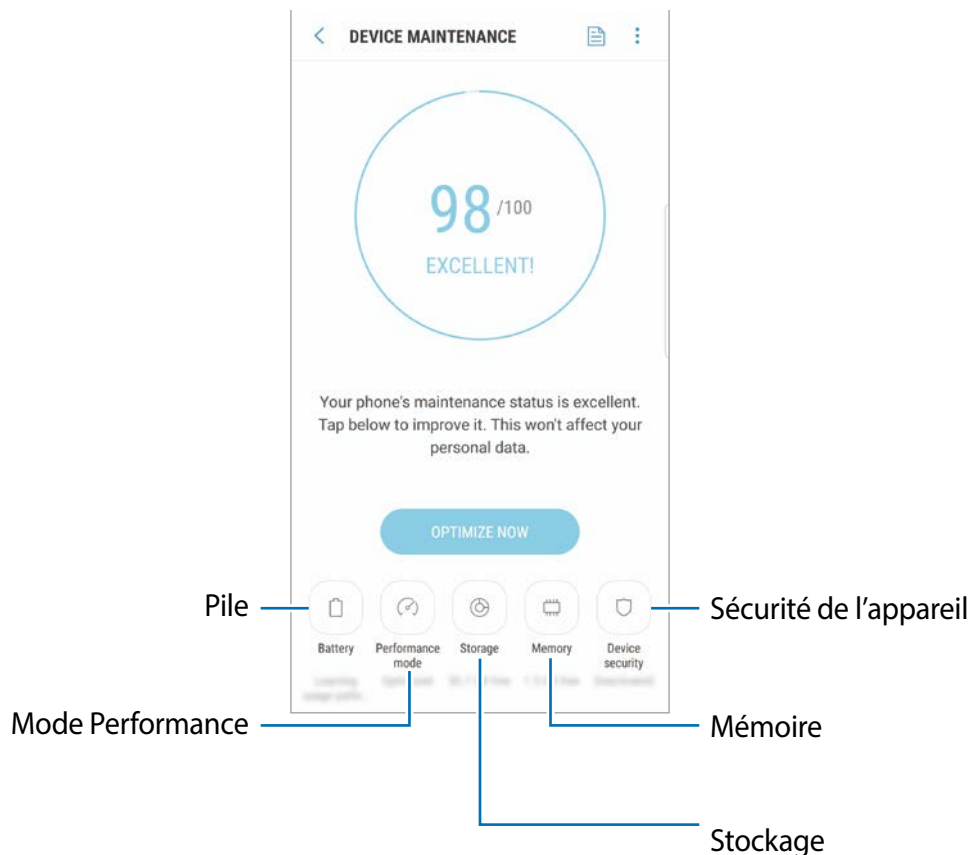 DEVICE MAINTENANCE
98 /100
EXCELLENT!
Your phone's maintenance status is excellent.
Tap below to improve it. This won't affect your
personal data.
OPTIMIZE NOW
Pile
Sécurité de l'appareil
Battery
Performance
mode
Storage
Memory
Device
security
Mode Performance
Mémoire
Stockage